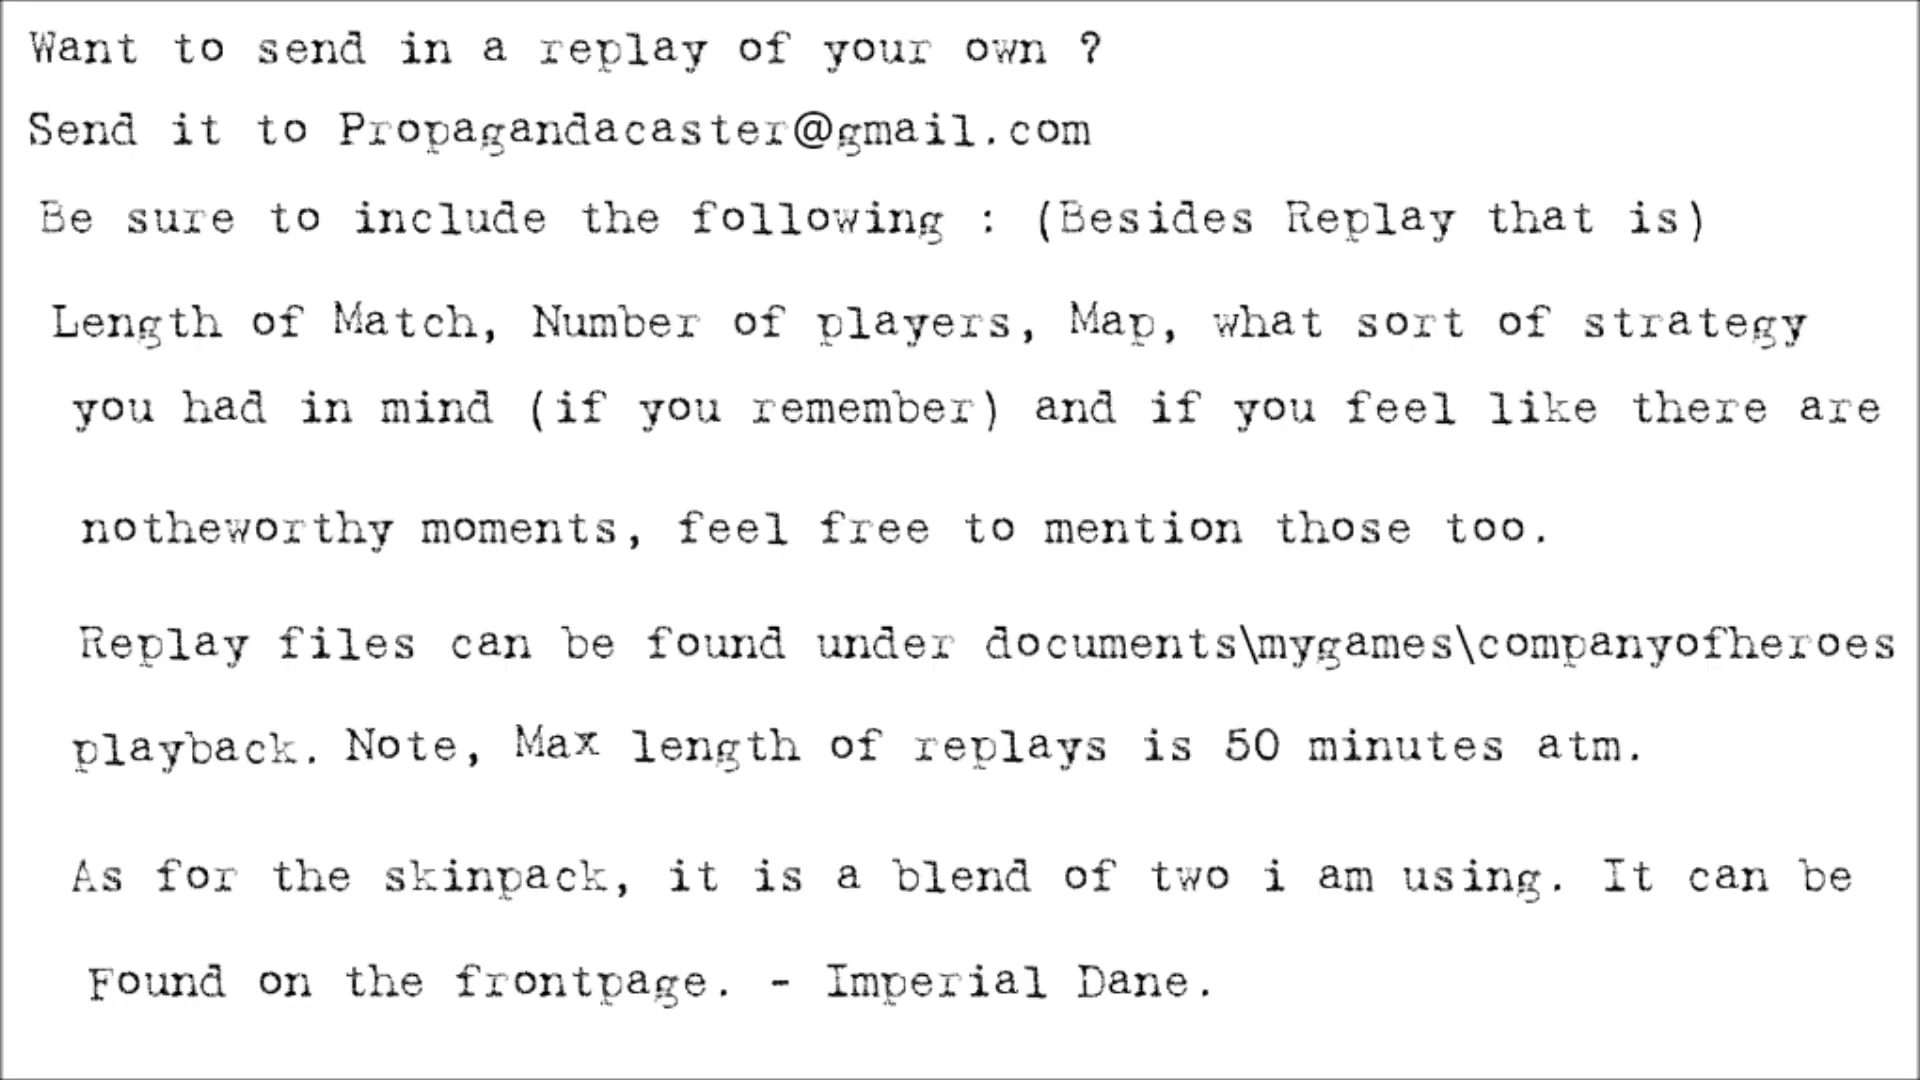 Want to send in a replay of your own ?
Send it to Propagandacaster@gmail.com
Be sure to include the following : (Besides Replay that is)
Length of Match, Number of players, Map, what sort of strategy
you had in mind (if you remember) and if you feel like there are
notheworthy moments, feel free to mention those too.
Replay files can be found under documents\mygames\companyofheroes
playback. Note, Max length of replays is 50 minutes atm.
As for the skinpack, it is a blend of two i am using. It can be
Found on the frontpage. - Imperial Dane.